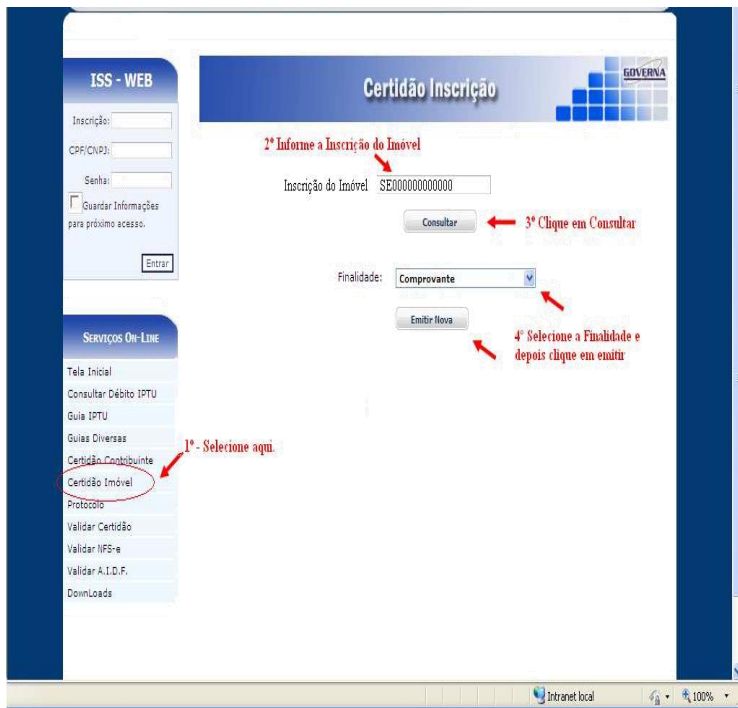 ISS - WEB
Inscrição:
CPF/CNPJ:
Senha:
Guardar Informações
para próximo acesso.
Entrar
SERVIÇOS ON-LINE
Tela Inicial
Consultar Débito IPTU
Guia IPTU
Guias Diversas
Certidão Contribuinte
Certidão Imóvel
Protocolo
Validar Certidão
Validar NFS-e
Validar A.I.D.F.
DownLoads
1° - Selecione aqui.
Certidão Inscrição
GOVERNA
2° Informe a Inscrição do Imóvel
Inscrição do Imóvel SE000000000000
Consultar
3° Clique em Consultar
Finalidade: Comprovante
Emitir Nova
4° Selecione a Finalidade e
depois clique em emitir
Intranet local
100%